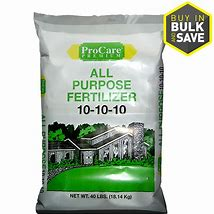 BUY IN
BULK
AND SAVE
ProCare
PREMIUM
ALL
PURPOSE
FERTILIZER
10-10-10
NET WT. 40 LBS. (18.14 KG)